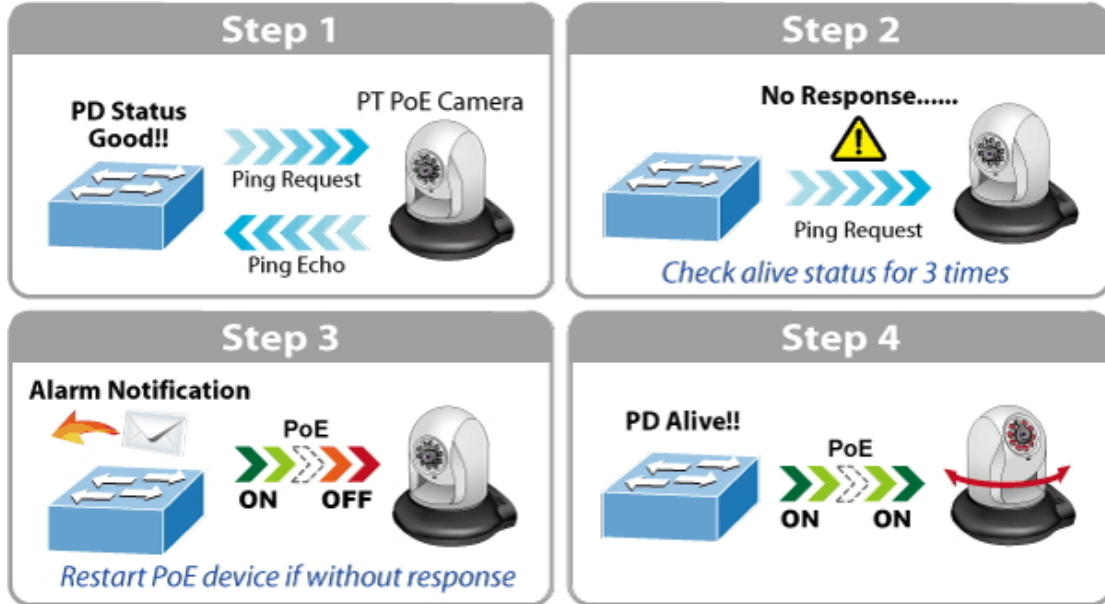 Step 1
PD Status
Good!!
PT PoE Camera
Ping Request
Ping Echo
Step 2
No Response......
Ping Request
Check alive status for 3 times
Step 3
Alarm Notification
PoE
ON OFF
Restart PoE device if without response
Step 4
PD Alive!!
PoE
ON ON